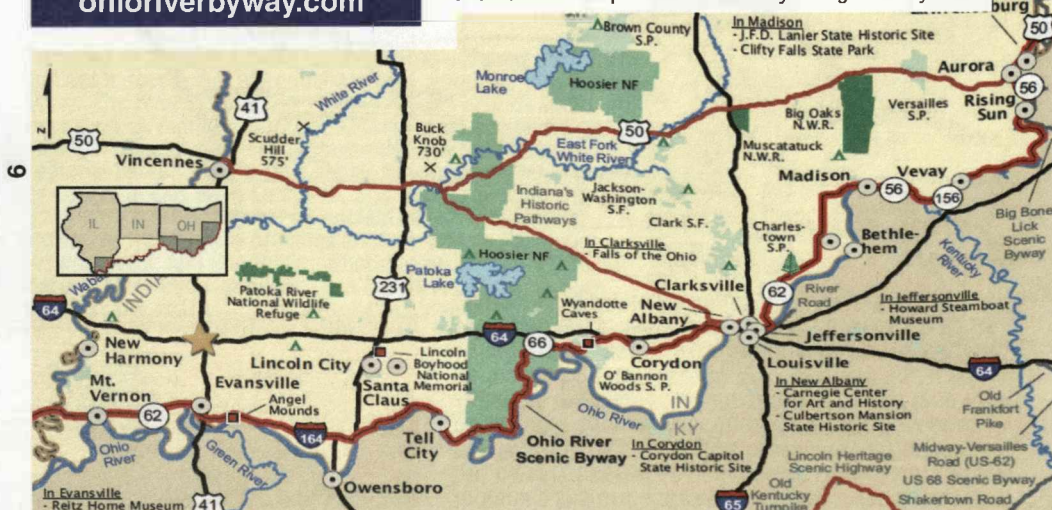 ohioriverbyway.com
6
Brown County
S.P.
In Madison
- J.F.D. Lanier State Historic Site
- Clifty Falls State Park
burg
50
Aurora
56
Rising
Sun
Monroe
Lake
Hoosier NF
White River
41
Scudder
Hill
575'
Buck
Knob
730'
50
Vincennes
N
50
East Fork
White River
Big Oaks
N.W.R.
Versailles
S.P.
Muscatatuck
N.W.R.
Madison
56
Vevay
156
IL
IN
OH
Indiana's
Historic
Pathways
Jackson-
Washington
S.F.
Clark S.F.
Charles-
town
S.P.
Bethle-
hem
Big Bone
Lick
Scenic
Byway
Kentucky
River
In Clarksville
- Falls of the Ohio
Hoosier NF
Patoka
Lake
Patoka River
National Wildlife
Refuge
231
64
Wyandotte
Caves
New
Albany
Clarksville
62
River
Road
In Jeffersonville
- Howard Steamboat
Museum
Jeffersonville
New
Harmony
Lincoln City
Lincoln
Boyhood
National
Memorial
64
66
Corydon
O' Bannon
Woods S. P.
Louisville
64
Mt.
Vernon
62
Evansville
Angel
Mounds
Santa
Claus
164
Tell
City
Ohio River
IN
KY
In New Albany
- Carnegie Center
for Art and History
- Culbertson Mansion
State Historic Site
Old
Frankfort
Pike
Ohio
River
Green River
Owensboro
Ohio River
Scenic Byway
In Corydon
- Corydon Capitol
State Historic Site
Lincoln Heritage
Scenic Highway
Midway-Versailles
Road (US-62)
US 68 Scenic Byway
Shakertown Road
In Evansville
- Reitz Home Museum
41
65
Old
Kentucky
Turnpike